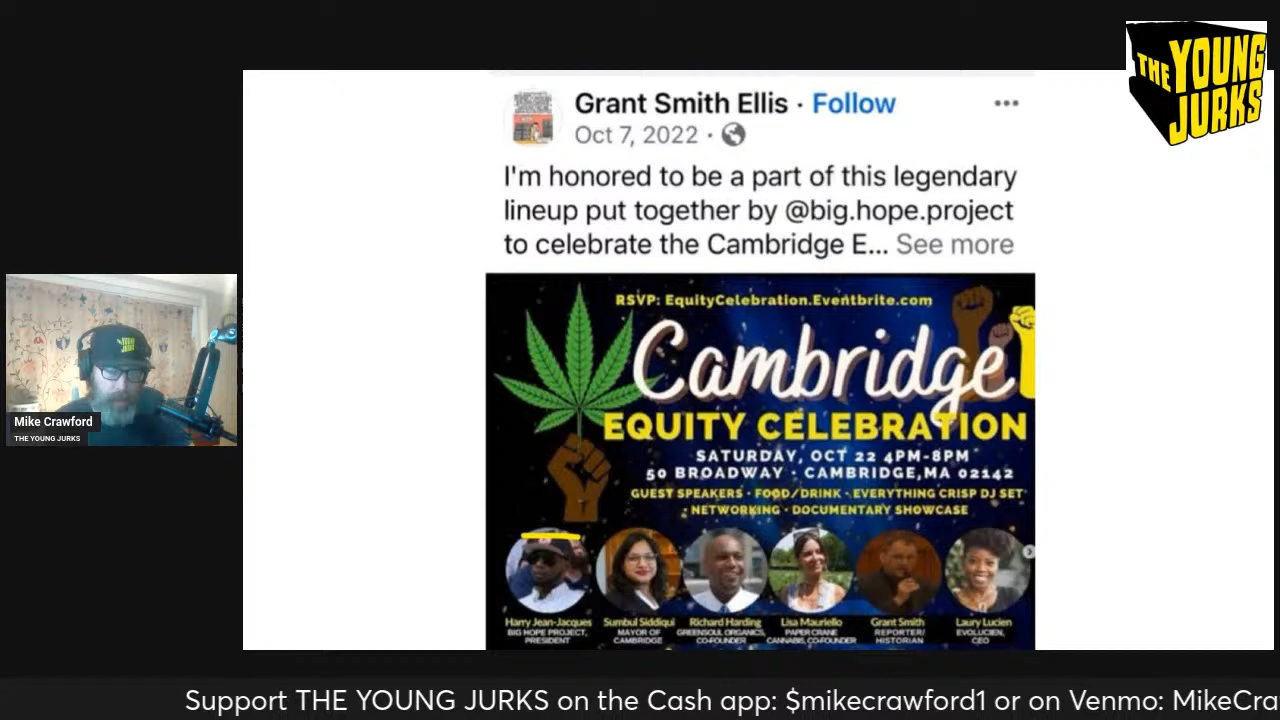 THE YOUNG JURKS
Grant Smith Ellis · Follow
Oct 7, 2022 ·
I'm honored to be a part of this legendary
lineup put together by @big.hope.project
to celebrate the Cambridge E... See more
RSVP: EquityCelebration.Eventbrite.com
Cambridge
EQUITY CELEBRATION
SATURDAY, OCT 22 4PM-8PM
50 BROADWAY · CAMBRIDGE, MA 02142
GUEST SPEAKERS · FOOD/DRINK · EVERYTHING CRISP DJ SET
· NETWORKING · DOCUMENTARY SHOWCASE
Harry Jean-Jacques
BIG HOPE PROJECT,
PRESIDENT
Sumbul Siddiqui
MAYOR OF
CAMBRIDGE
Richard Harding
GREENSOUL ORGANICS,
CO-FOUNDER
Lisa Mauriello
PAPER CRANE
CANNABIS, CO-FOUNDER
Grant Smith
REPORTER/
HISTORIAN
Laury Lucien
EVOLUCIEN,
CEO
Mike Crawford
THE YOUNG JURKS
Support THE YOUNG JURKS on the Cash app: $mikecrawford1 or on Venmo: MikeCra